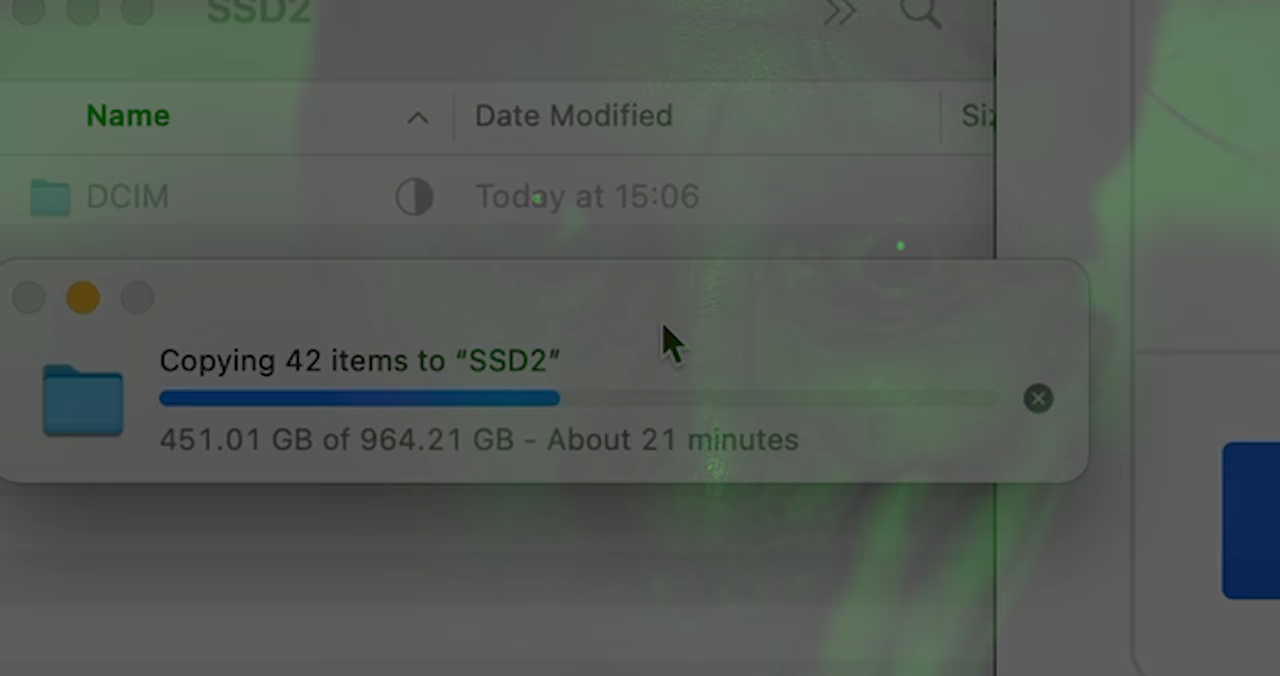 SSD2
Name Date Modified
DCIM Today at 15:06
Copying 42 items to “SSD2”
451.01 GB of 964.21 GB - About 21 minutes